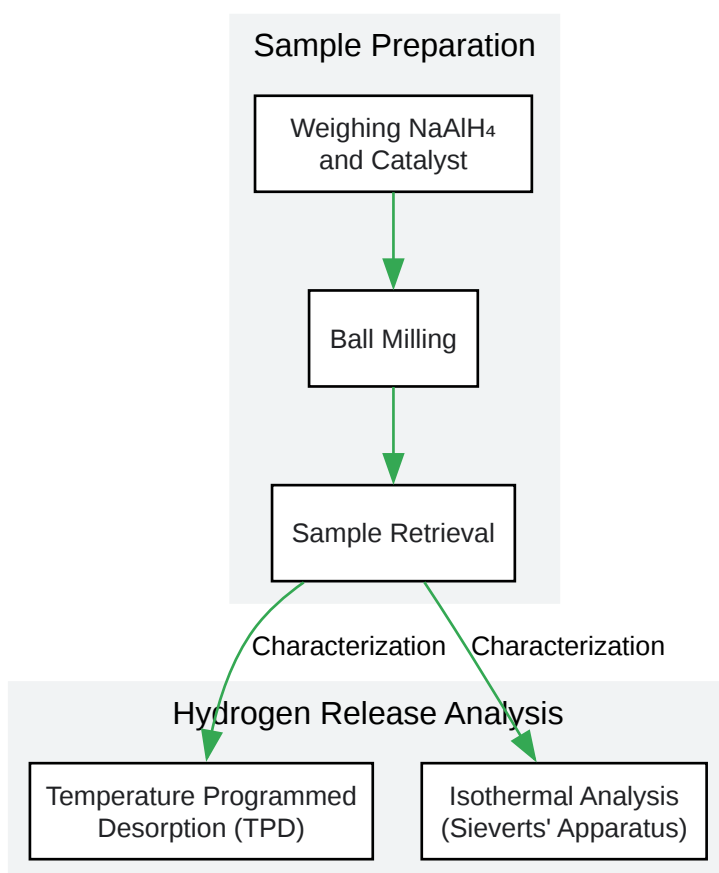 Sample Preparation
Weighing NaAlH₄
and Catalyst
Ball Milling
Sample Retrieval
Characterization
Characterization
Hydrogen Release Analysis
Temperature Programmed
Desorption (TPD)
Isothermal Analysis
(Sieverts' Apparatus)